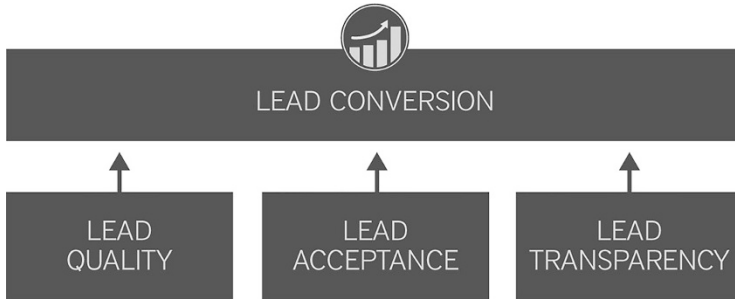 LEAD CONVERSION
LEAD
QUALITY
LEAD
ACCEPTANCE
LEAD
TRANSPARENCY